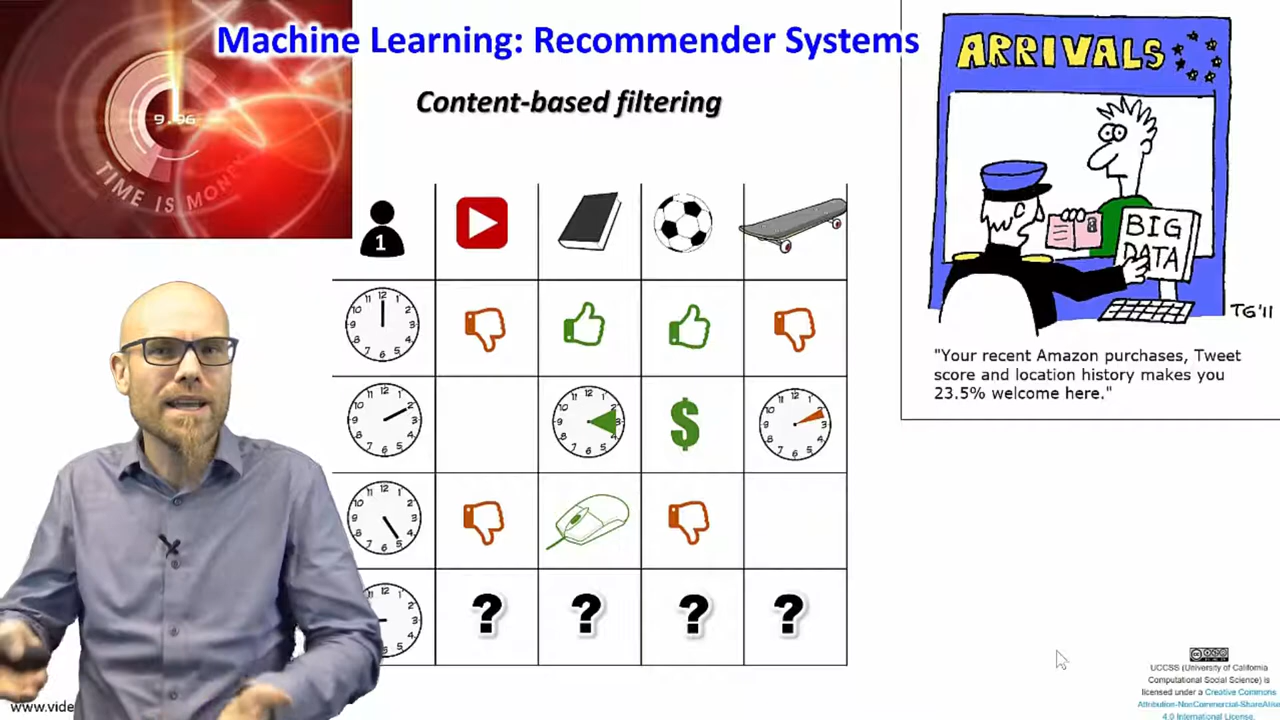 Machine Learning: Recommender Systems
Content-based filtering
9.96
TIME IS MONEY
1
ARRIVALS
BIG
DATA
TG'11
"Your recent Amazon purchases, Tweet
score and location history makes you
23.5% welcome here."
$
? ? ? ?
www.vide
UCCSS (University of California
Computational Social Science) is
licensed under a Creative Commons
Attribution-NonCommercial-ShareAlike
4.0 International License.